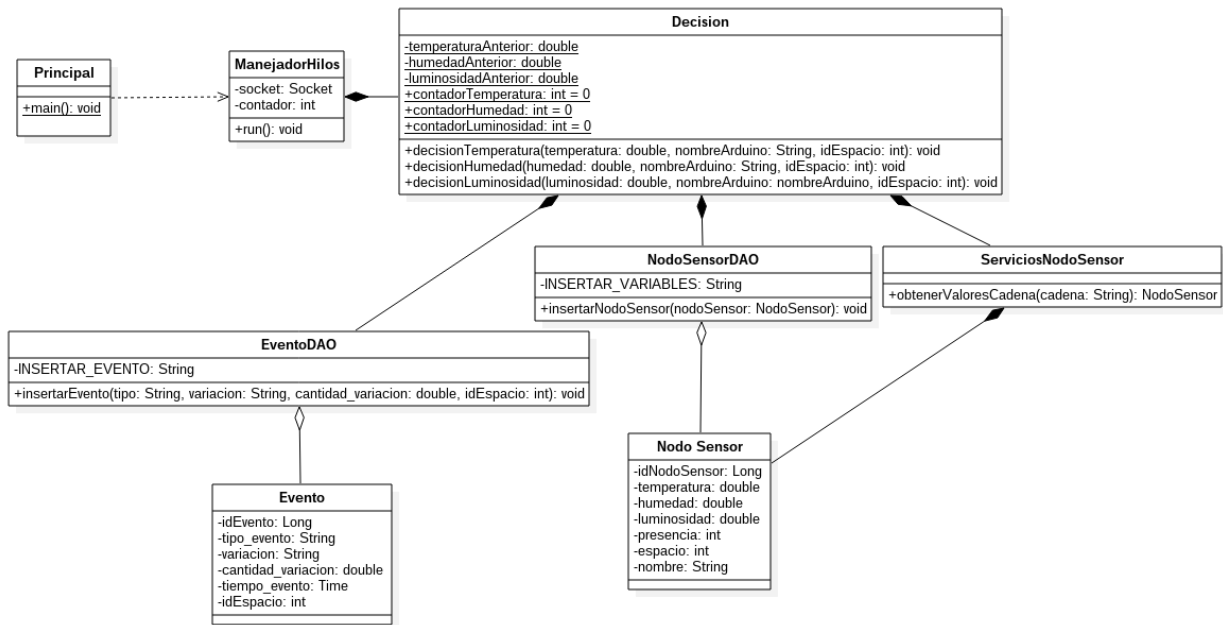 Principal
+main(): void
ManejadorHilos
-socket: Socket
-contador: int
+run(): void
Decision
-temperaturaAnterior: double
-humedadAnterior: double
-luminosidadAnterior: double
+contadorTemperatura: int = 0
+contadorHumedad: int = 0
+contadorLuminosidad: int = 0
+decisionTemperatura(temperatura: double, nombreArduino: String, idEspacio: int): void
+decisionHumedad(humedad: double, nombreArduino: String, idEspacio: int): void
+decisionLuminosidad(luminosidad: double, nombreArduino: nombreArduino, idEspacio: int): void
NodoSensorDAO
-INSERTAR_VARIABLES: String
+insertarNodoSensor(nodoSensor: NodoSensor): void
ServiciosNodoSensor
+obtenerValoresCadena(cadena: String): NodoSensor
EventoDAO
-INSERTAR_EVENTO: String
+insertarEvento(tipo: String, variacion: String, cantidad_variacion: double, idEspacio: int): void
Nodo Sensor
-idNodoSensor: Long
-temperatura: double
-humedad: double
-luminosidad: double
-presencia: int
-espacio: int
-nombre: String
Evento
-idEvento: Long
-tipo_evento: String
-variacion: String
-cantidad_variacion: double
-tiempo_evento: Time
-idEspacio: int